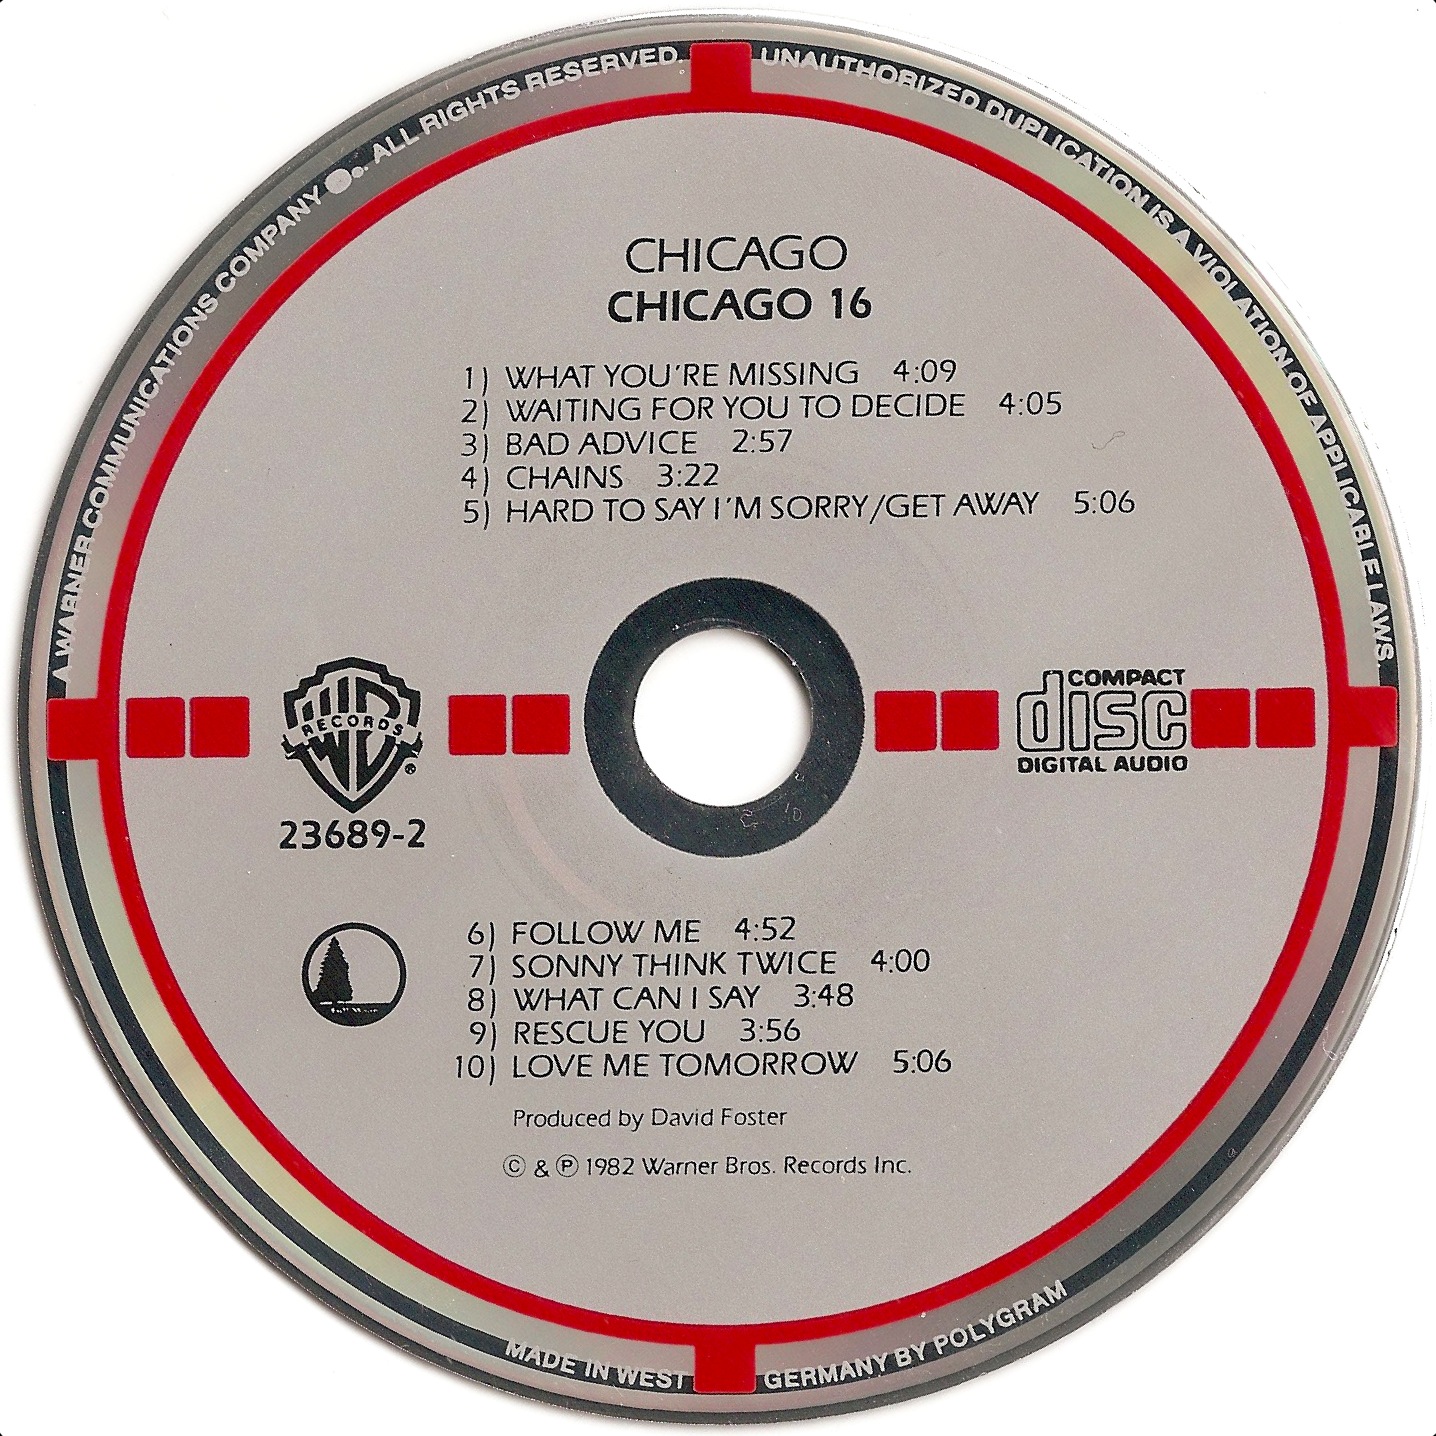 A WARNER COMMUNICATIONS COMPANY ALL RIGHTS RESERVED.
UNAUTHORIZED DUPLICATION IS A VIOLATION OF APPLICABLE LAWS.
CHICAGO
CHICAGO 16
1) WHAT YOU'RE MISSING 4:09
2) WAITING FOR YOU TO DECIDE 4:05
3) BAD ADVICE 2:57
4) CHAINS 3:22
5) HARD TO SAY I'M SORRY/GET AWAY 5:06
WB
RECORDS
®
23689-2
COMPACT
disc
DIGITAL AUDIO
6) FOLLOW ME 4:52
7) SONNY THINK TWICE 4:00
8) WHAT CAN I SAY 3:48
9) RESCUE YOU 3:56
10) LOVE ME TOMORROW 5:06
Produced by David Foster
© & ℗ 1982 Warner Bros. Records Inc.
MADE IN WEST GERMANY BY POLYGRAM